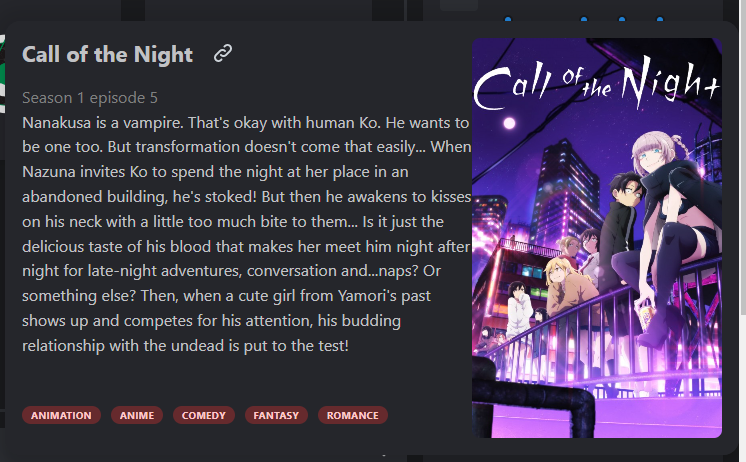 Call of the Night
Season 1 episode 5
Nanakusa is a vampire. That's okay with human Ko. He wants to
be one too. But transformation doesn't come that easily... When
Nazuna invites Ko to spend the night at her place in an
abandoned building, he's stoked! But then he awakens to kisses
on his neck with a little too much bite to them... Is it just the
delicious taste of his blood that makes her meet him night after
night for late-night adventures, conversation and...naps? Or
something else? Then, when a cute girl from Yamori's past
shows up and competes for his attention, his budding
relationship with the undead is put to the test!
ANIMATION ANIME COMEDY FANTASY ROMANCE
Call of the Night